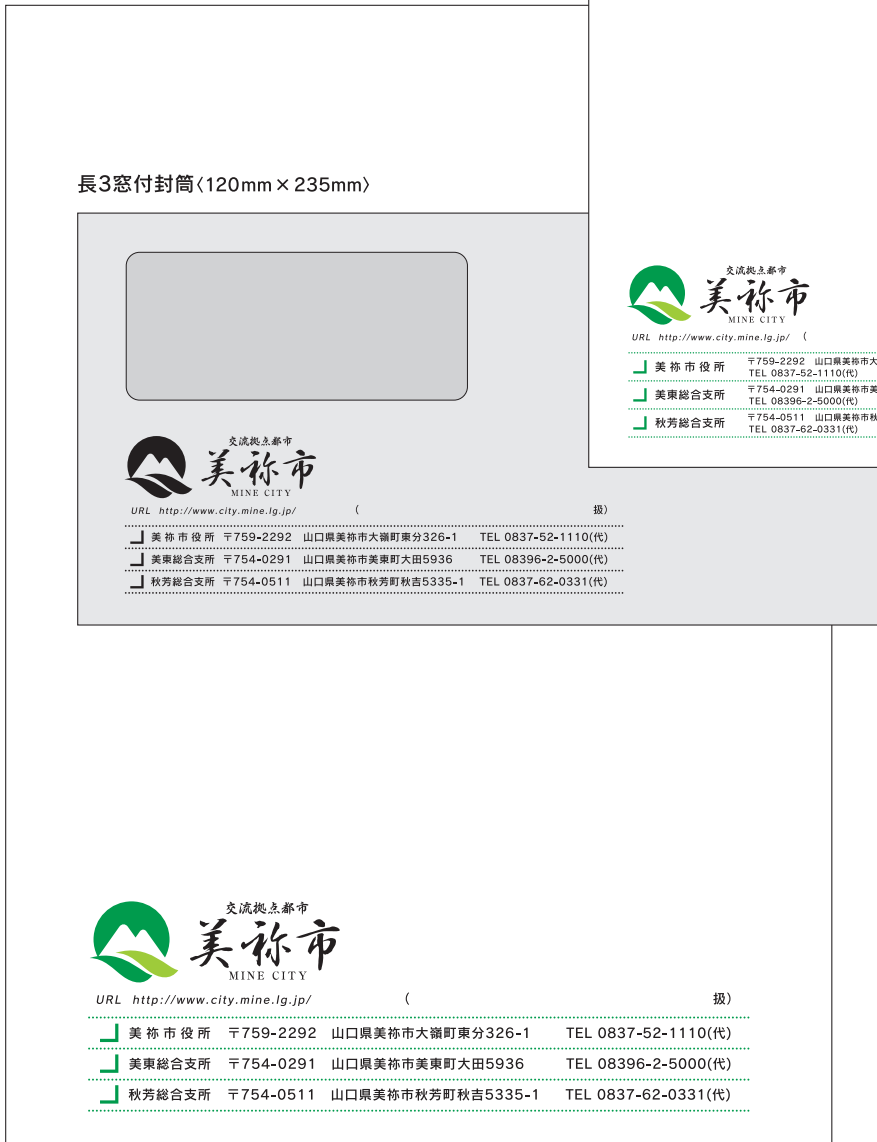 長3窓付封筒〈120mm×235mm〉
交流拠点都市
美祢市
MINE CITY
URL http://www.city.mine.lg.jp/ (
美祢市役所 〒759-2292 山口県美祢市大
TEL 0837-52-1110(代)
美東総合支所 〒754-0291 山口県美祢市美
TEL 08396-2-5000(代)
秋芳総合支所 〒754-0511 山口県美祢市秋
TEL 0837-62-0331(代)
交流拠点都市
美祢市
MINE CITY
URL http://www.city.mine.lg.jp/ ( 扱)
美祢市役所 〒759-2292 山口県美祢市大嶺町東分326-1 TEL 0837-52-1110(代)
美東総合支所 〒754-0291 山口県美祢市美東町大田5936 TEL 08396-2-5000(代)
秋芳総合支所 〒754-0511 山口県美祢市秋芳町秋吉5335-1 TEL 0837-62-0331(代)
交流拠点都市
美祢市
MINE CITY
URL http://www.city.mine.lg.jp/ ( 扱)
美祢市役所 〒759-2292 山口県美祢市大嶺町東分326-1 TEL 0837-52-1110(代)
美東総合支所 〒754-0291 山口県美祢市美東町大田5936 TEL 08396-2-5000(代)
秋芳総合支所 〒754-0511 山口県美祢市秋芳町秋吉5335-1 TEL 0837-62-0331(代)